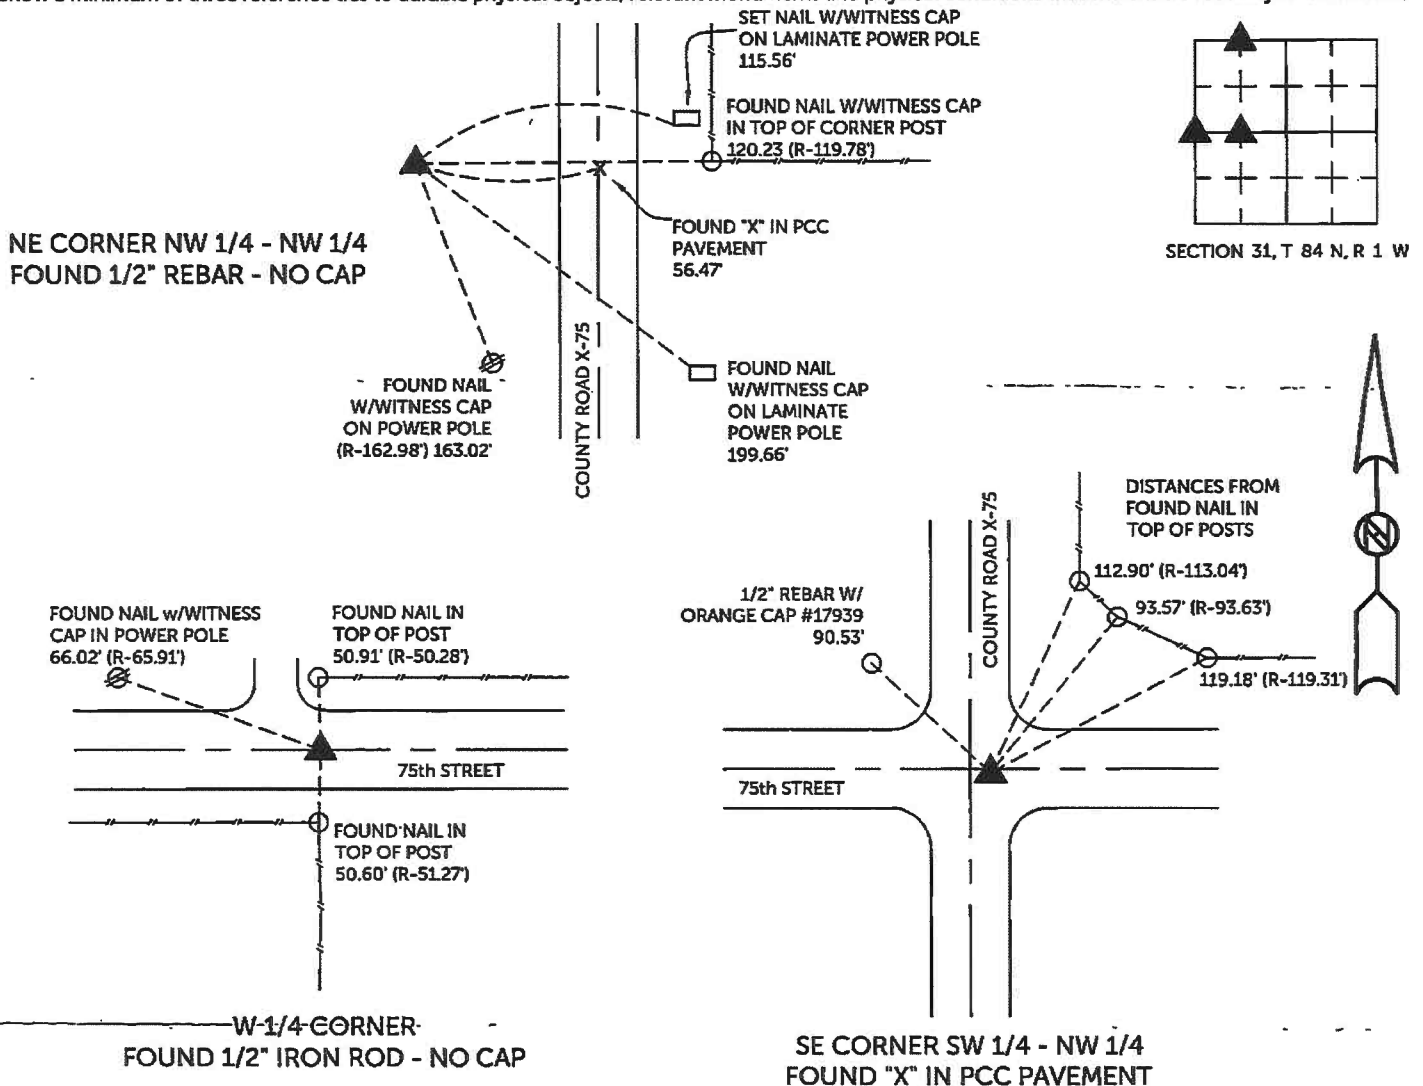 SET NAIL W/WITNESS CAP
ON LAMINATE POWER POLE
115.56'
FOUND NAIL W/WITNESS CAP
IN TOP OF CORNER POST
120.23 (R-119.78')
X
FOUND "X" IN PCC
PAVEMENT
56.47'
NE CORNER NW 1/4 - NW 1/4
FOUND 1/2" REBAR - NO CAP
FOUND NAIL
W/WITNESS CAP
ON POWER POLE
(R-162.98') 163.02'
COUNTY ROAD X-75
FOUND NAIL
W/WITNESS CAP
ON LAMINATE
POWER POLE
199.66'
SECTION 31, T 84 N, R 1 W
N
FOUND NAIL w/WITNESS
CAP IN POWER POLE
66.02' (R-65.91')
FOUND NAIL IN
TOP OF POST
50.91' (R-50.28')
75th STREET
FOUND NAIL IN
TOP OF POST
50.60' (R-51.27')
W 1/4 CORNER
FOUND 1/2" IRON ROD - NO CAP
DISTANCES FROM
FOUND NAIL IN
TOP OF POSTS
112.90' (R-113.04')
93.57' (R-93.63')
119.18' (R-119.31')
1/2" REBAR W/
ORANGE CAP #17939
90.53'
COUNTY ROAD X-75
75th STREET
SE CORNER SW 1/4 - NW 1/4
FOUND "X" IN PCC PAVEMENT